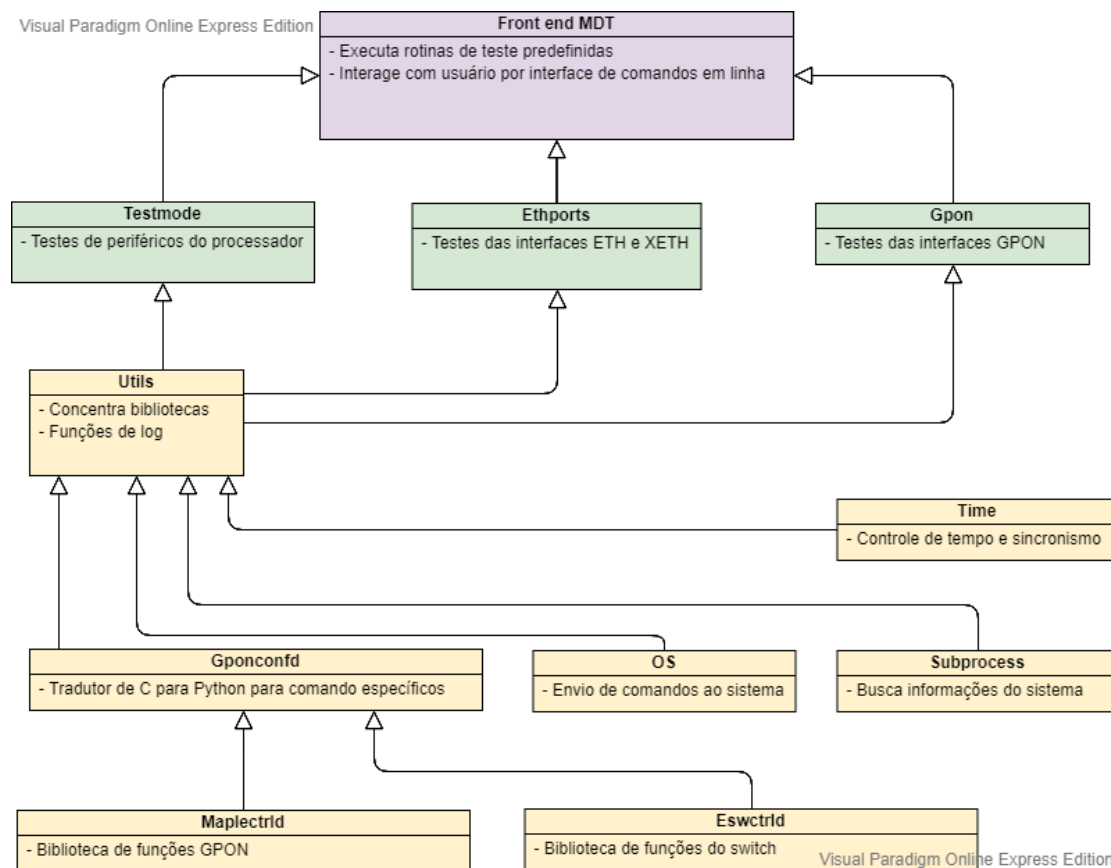 Visual Paradigm Online Express Edition
Front end MDT
- Executa rotinas de teste predefinidas
- Interage com usuário por interface de comandos em linha
Testmode
- Testes de periféricos do processador
Ethports
- Testes das interfaces ETH e XETH
Gpon
- Testes das interfaces GPON
Utils
- Concentra bibliotecas
- Funções de log
Time
- Controle de tempo e sincronismo
Gponconfd
- Tradutor de C para Python para comando específicos
OS
- Envio de comandos ao sistema
Subprocess
- Busca informações do sistema
Maplectrld
- Biblioteca de funções GPON
Eswctrld
- Biblioteca de funções do switch
Visual Paradigm Online Express Edition